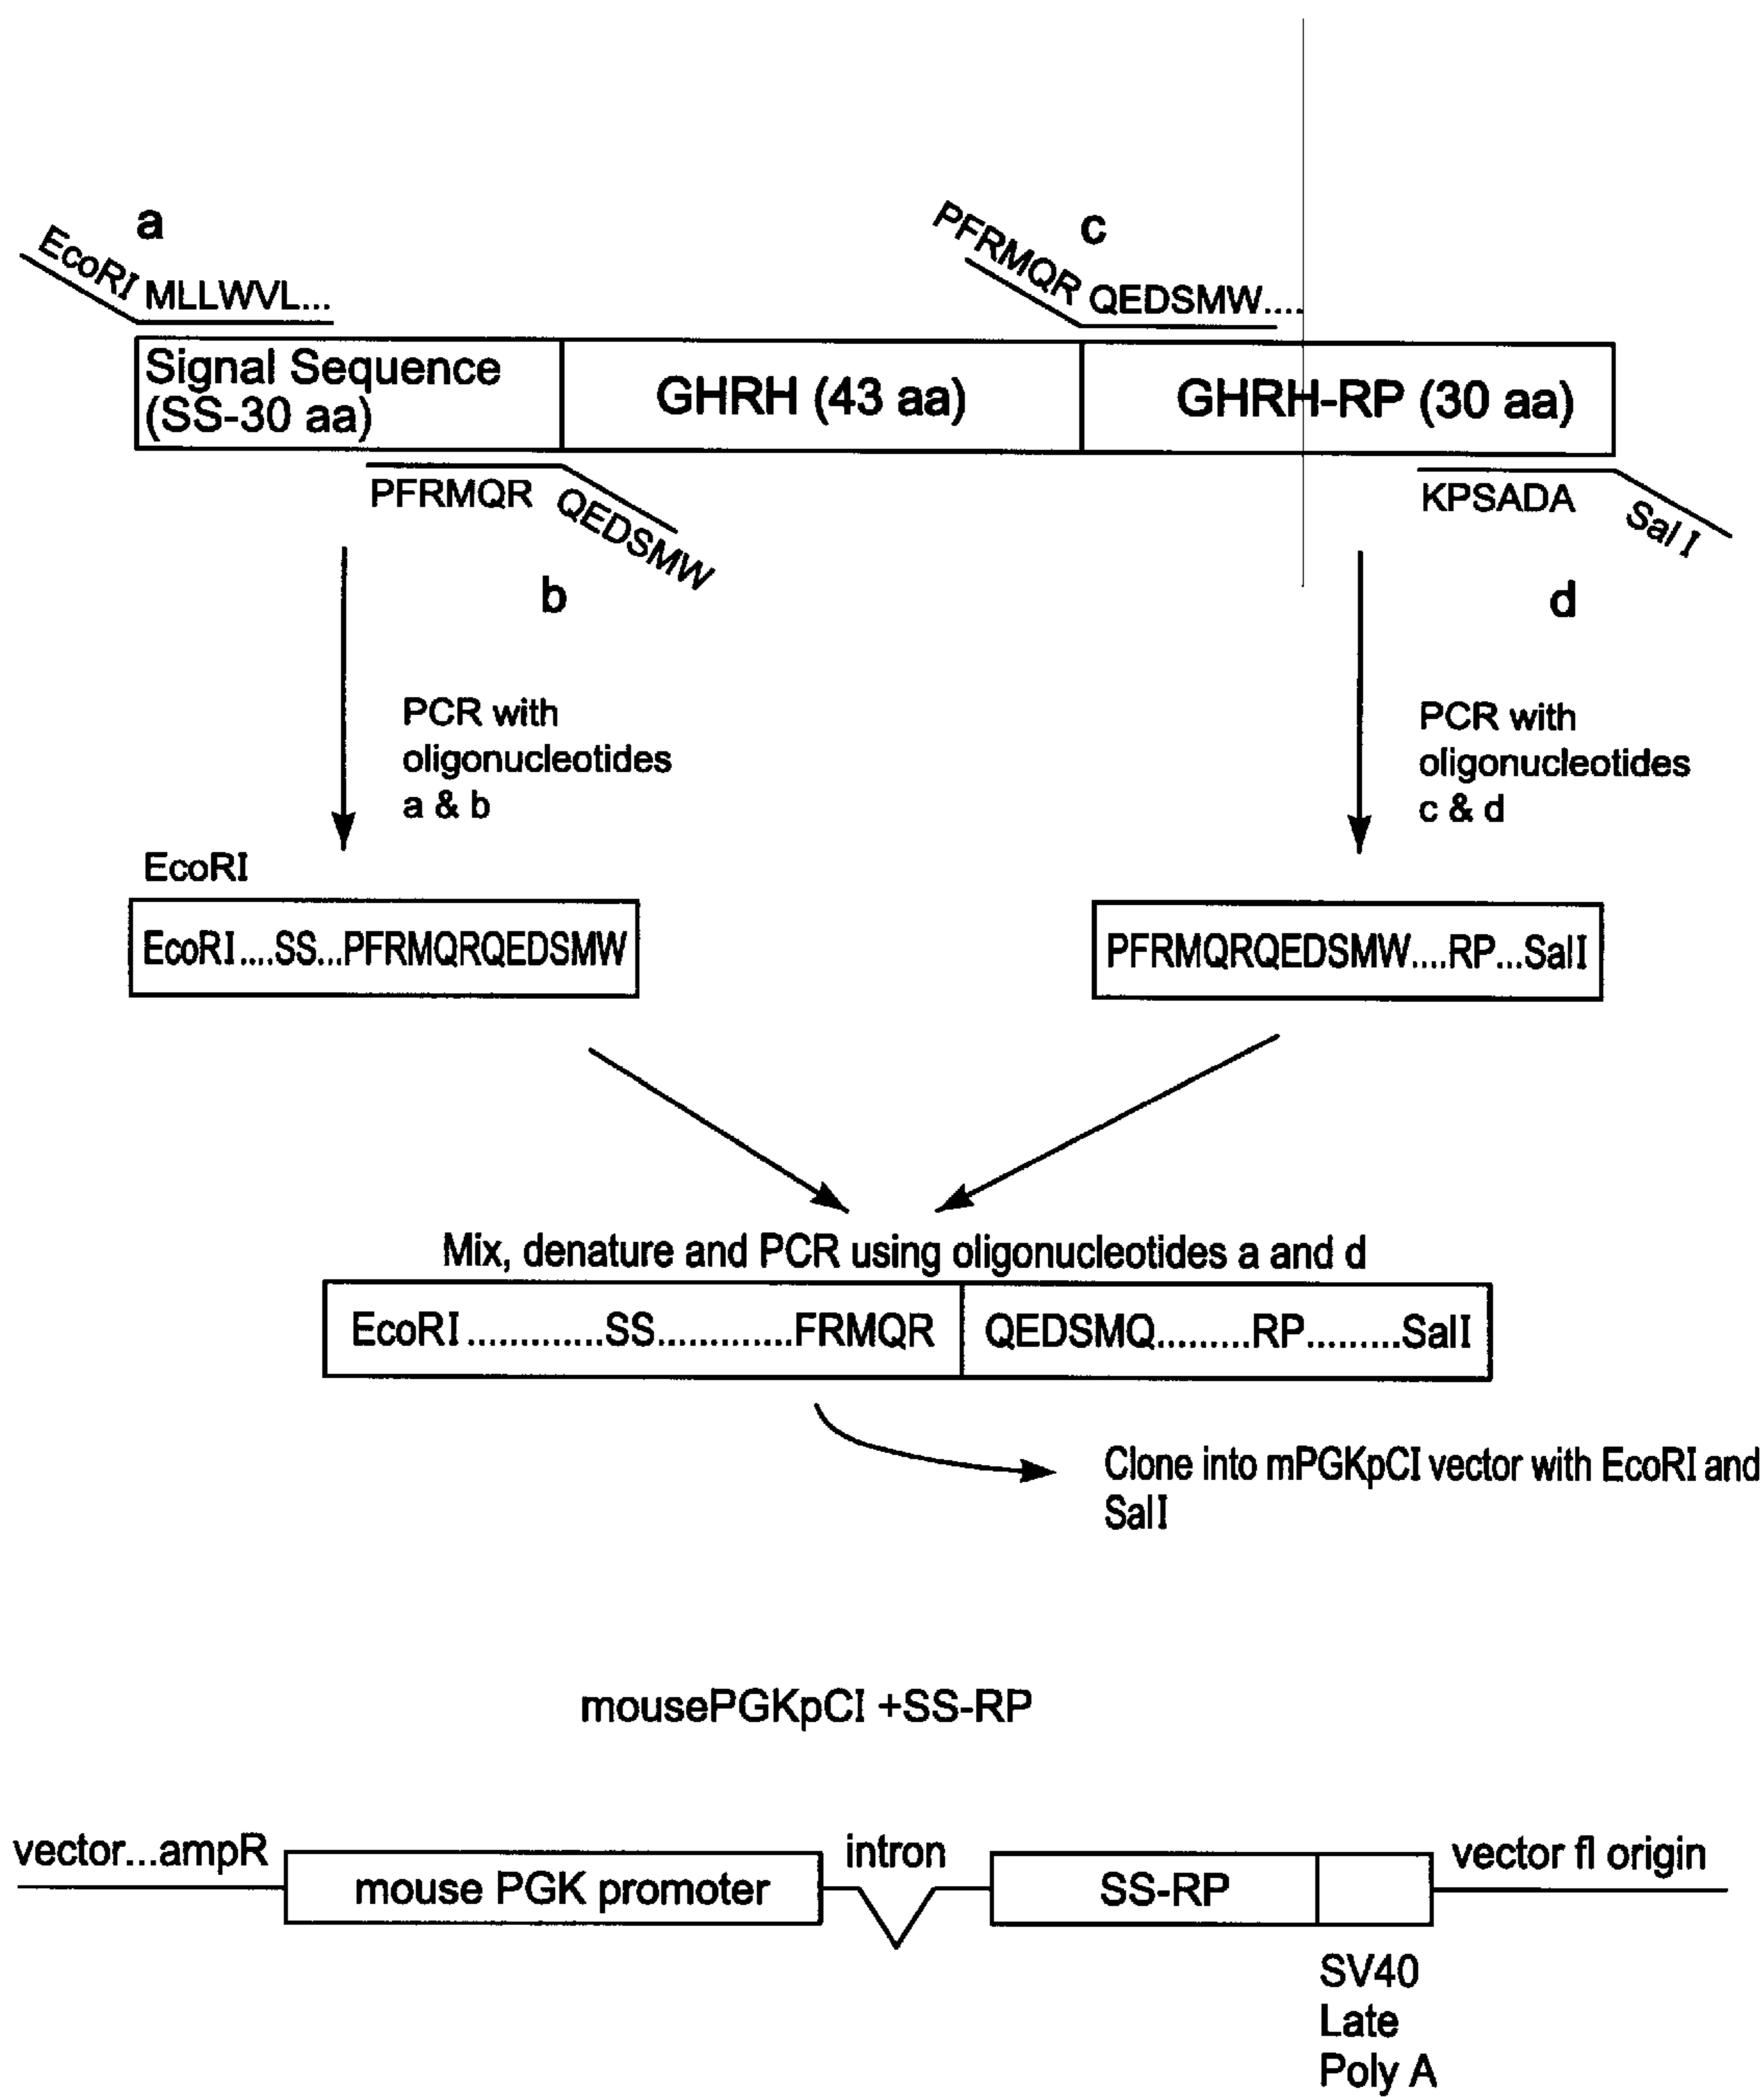 a
c
EcoRI MLLWVL...
PFRMQR QEDSMW....
Signal Sequence
(SS-30 aa)
GHRH (43 aa)
GHRH-RP (30 aa)
PFRMQR QEDSMW
KPSADA Sal I
b
d
PCR with
oligonucleotides
a & b
PCR with
oligonucleotides
c & d
EcoRI
EcoRI....SS...PFRMQRQEDSMW
PFRMQRQEDSMW....RP...SalI
Mix, denature and PCR using oligonucleotides a and d
EcoRI.............SS.............FRMQR
QEDSMQ.........RP.........SalI
Clone into mPGKpCI vector with EcoRI and
SalI
mousePGKpCI +SS-RP
vector...ampR
mouse PGK promoter
intron
SS-RP
vector fl origin
SV40
Late
Poly A